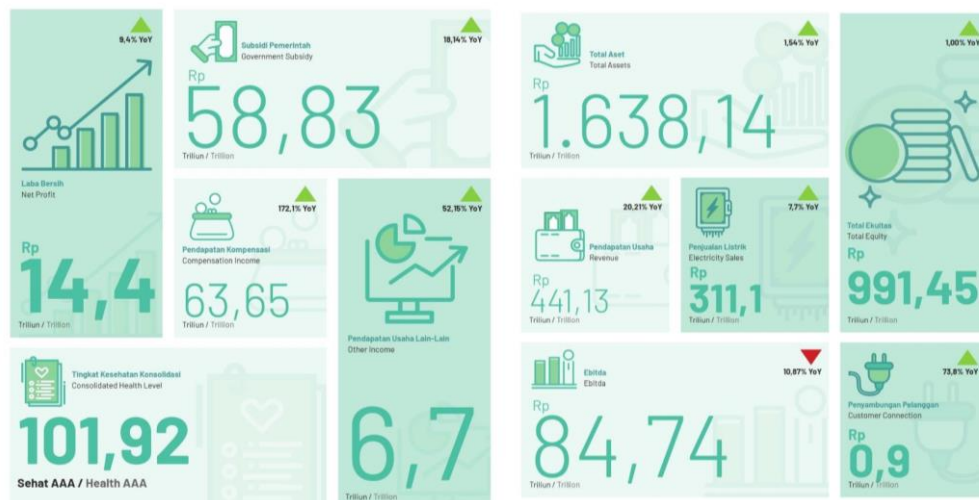 9,4% YoY
Laba Bersih
Net Profit
Rp
14,4
Triliun / Trillion
18,14% YoY
Subsidi Pemerintah
Government Subsidy
Rp
58,83
Triliun / Trillion
172,1% YoY
Pendapatan Kompensasi
Compensation Income
63,65
Triliun / Trillion
52,15% YoY
Pendapatan Usaha Lain-Lain
Other Income
6,7
Triliun / Trillion
Tingkat Kesehatan Konsolidasi
Consolidated Health Level
101,92
Sehat AAA / Health AAA
1,54% YoY
Total Aset
Total Assets
Rp
1.638,14
Triliun / Trillion
20,21% YoY
Pendapatan Usaha
Revenue
Rp
441,13
Triliun / Trillion
7,7% YoY
Penjualan Listrik
Electricity Sales
Rp
311,1
Triliun / Trillion
1,00% YoY
Total Ekuitas
Total Equity
Rp
991,45
Triliun / Trillion
10,87% YoY
Ebitda
Ebitda
Rp
84,74
Triliun / Trillion
73,8% YoY
Penyambungan Pelanggan
Customer Connection
Rp
0,9
Triliun / Trillion